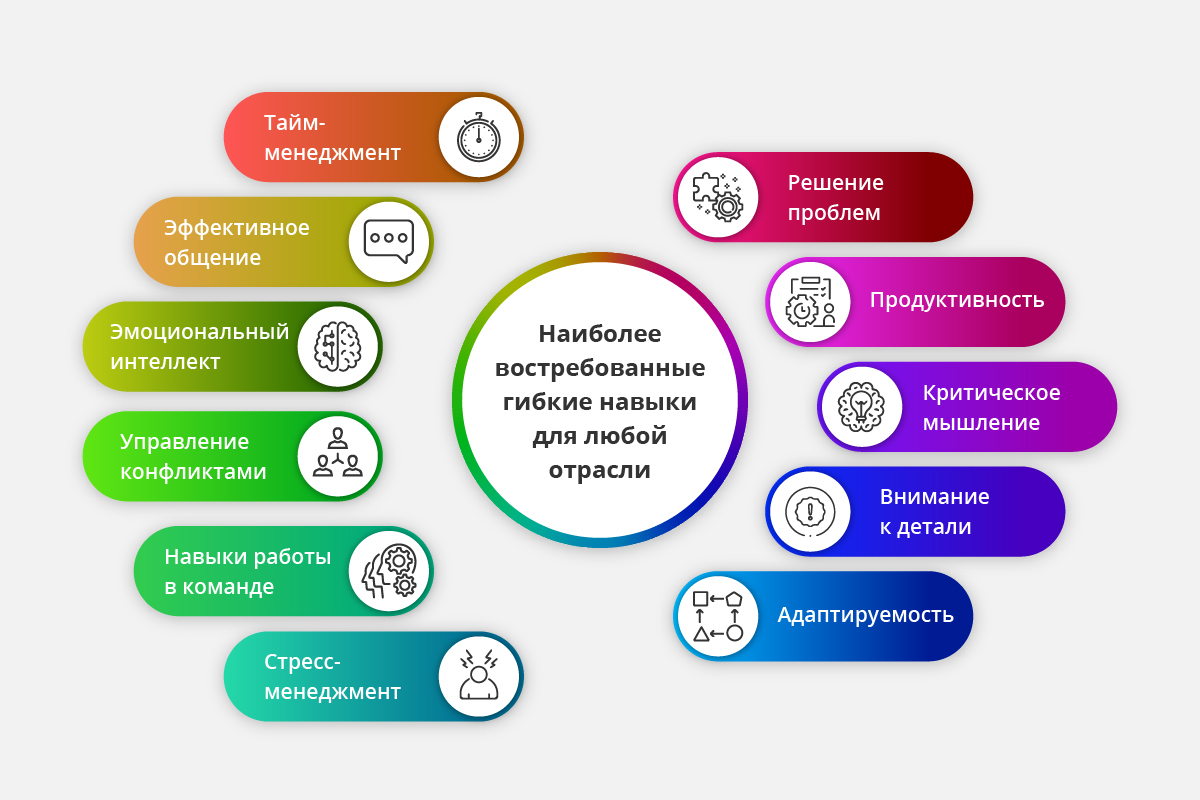 Тайм-
менеджмент
Эффективное
общение
Эмоциональный
интеллект
Управление
конфликтами
Навыки работы
в команде
Стресс-
менеджмент
Наиболее
востребованные
гибкие навыки
для любой
отрасли
Решение
проблем
Продуктивность
Критическое
мышление
Внимание
к детали
Адаптируемость